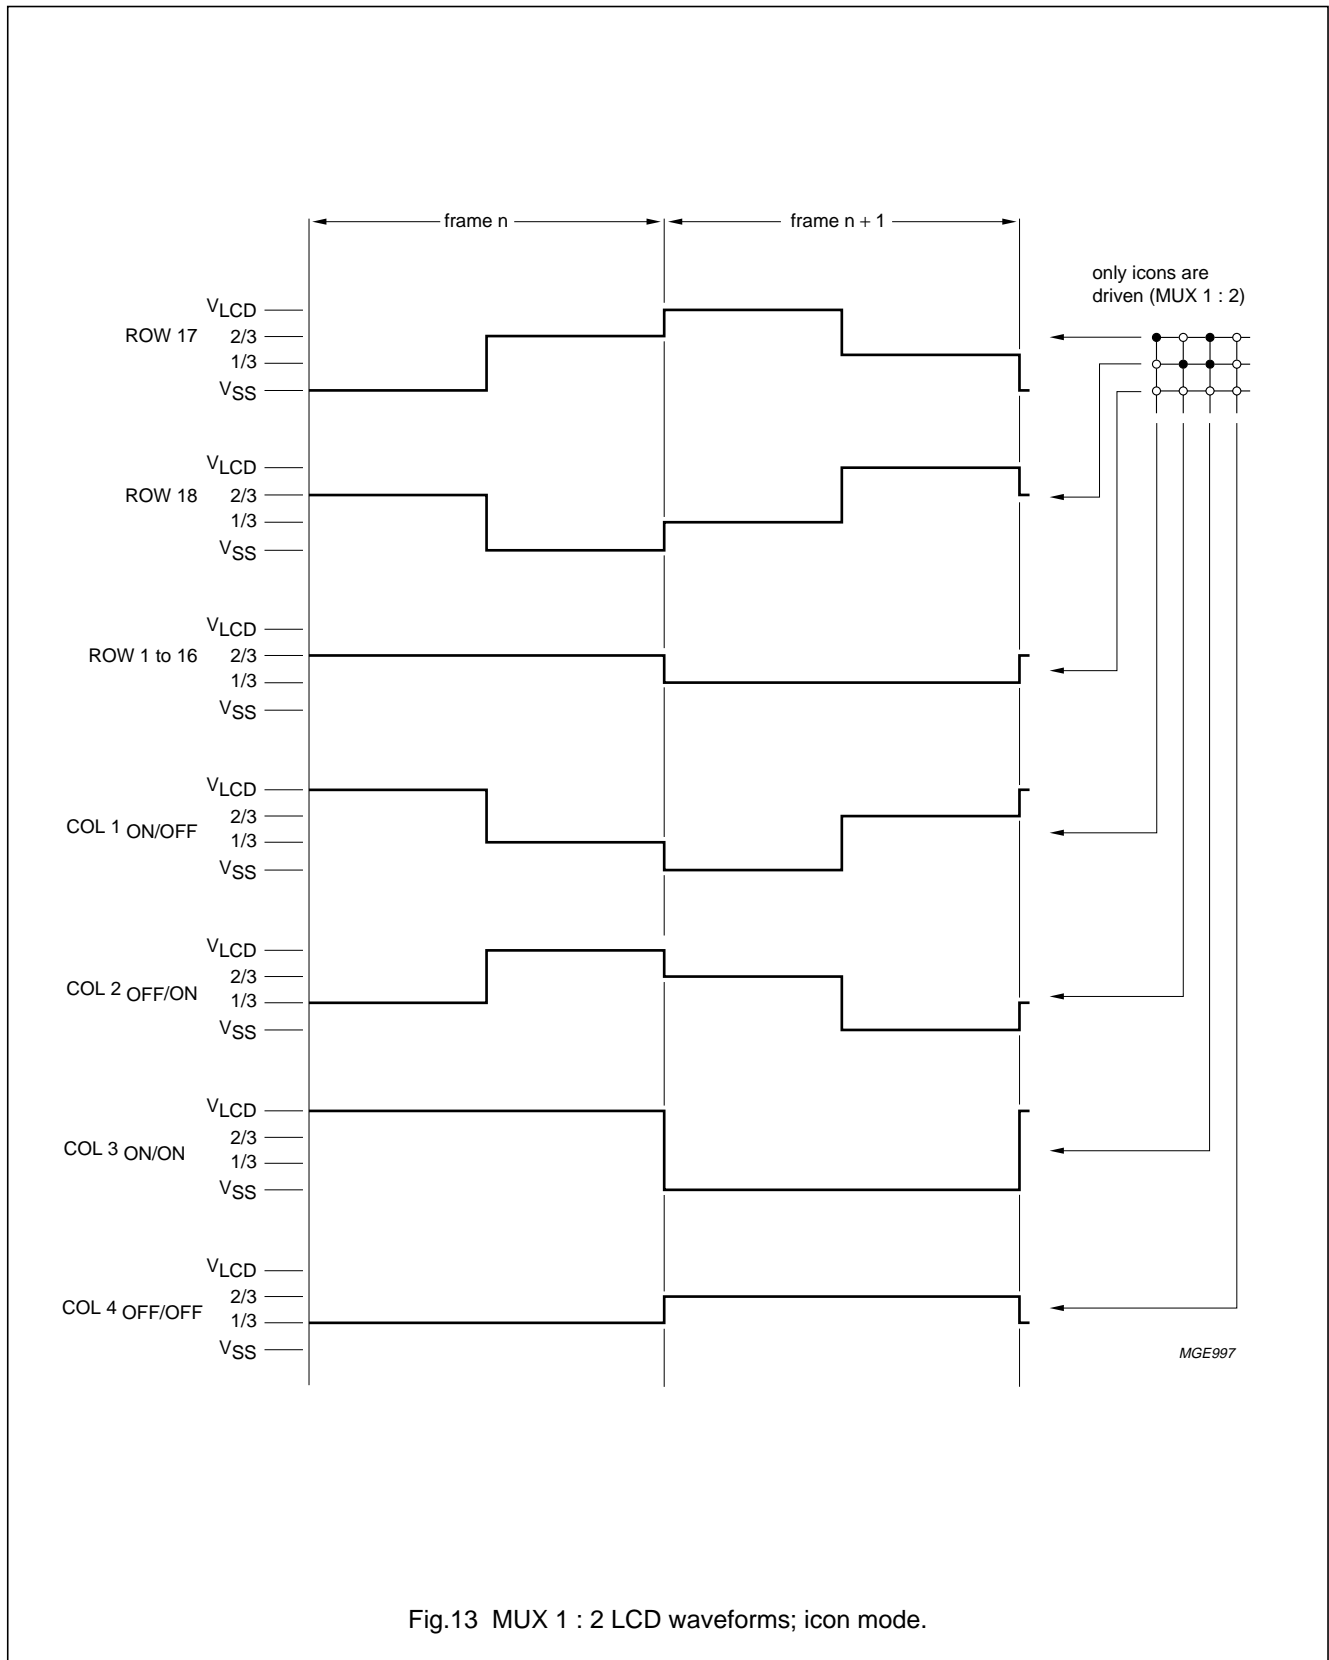 frame n
frame n + 1
only icons are
driven (MUX 1 : 2)
ROW 17
VLCD
2/3
1/3
VSS
ROW 18
VLCD
2/3
1/3
VSS
ROW 1 to 16
VLCD
2/3
1/3
VSS
COL 1 ON/OFF
VLCD
2/3
1/3
VSS
COL 2 OFF/ON
VLCD
2/3
1/3
VSS
COL 3 ON/ON
VLCD
2/3
1/3
VSS
COL 4 OFF/OFF
VLCD
2/3
1/3
VSS
MGE997
Fig.13 MUX 1 : 2 LCD waveforms; icon mode.